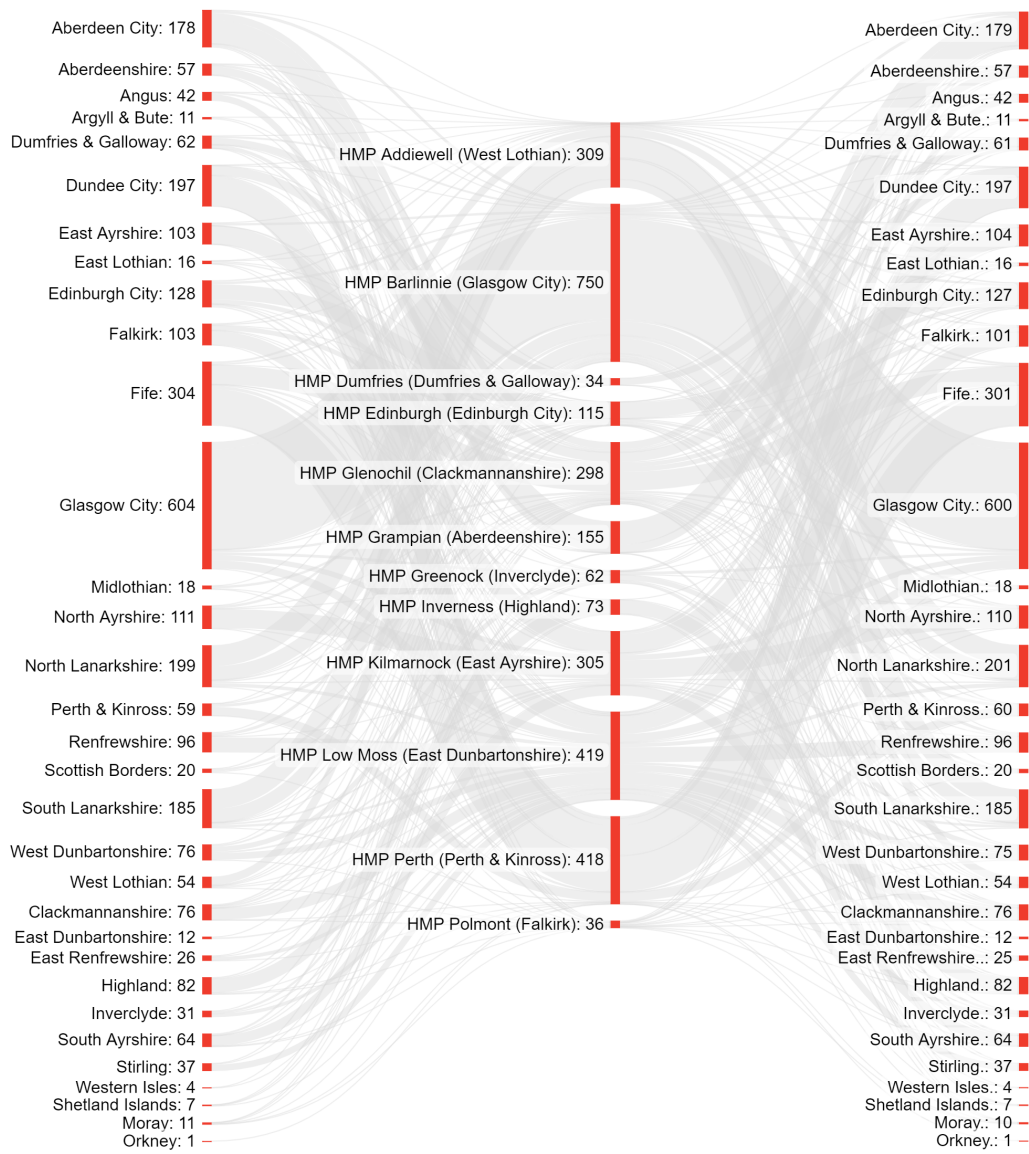 Aberdeen City: 178
Aberdeenshire: 57
Angus: 42
Argyll & Bute: 11
Dumfries & Galloway: 62
Dundee City: 197
East Ayrshire: 103
East Lothian: 16
Edinburgh City: 128
Falkirk: 103
Fife: 304
Glasgow City: 604
Midlothian: 18
North Ayrshire: 111
North Lanarkshire: 199
Perth & Kinross: 59
Renfrewshire: 96
Scottish Borders: 20
South Lanarkshire: 185
West Dunbartonshire: 76
West Lothian: 54
Clackmannanshire: 76
East Dunbartonshire: 12
East Renfrewshire: 26
Highland: 82
Inverclyde: 31
South Ayrshire: 64
Stirling: 37
Western Isles: 4
Shetland Islands: 7
Moray: 11
Orkney: 1
HMP Addiewell (West Lothian): 309
HMP Barlinnie (Glasgow City): 750
HMP Dumfries (Dumfries & Galloway): 34
HMP Edinburgh (Edinburgh City): 115
HMP Glenochil (Clackmannanshire): 298
HMP Grampian (Aberdeenshire): 155
HMP Greenock (Inverclyde): 62
HMP Inverness (Highland): 73
HMP Kilmarnock (East Ayrshire): 305
HMP Low Moss (East Dunbartonshire): 419
HMP Perth (Perth & Kinross): 418
HMP Polmont (Falkirk): 36
Aberdeen City.: 179
Aberdeenshire.: 57
Angus.: 42
Argyll & Bute.: 11
Dumfries & Galloway.: 61
Dundee City.: 197
East Ayrshire.: 104
East Lothian.: 16
Edinburgh City.: 127
Falkirk.: 101
Fife.: 301
Glasgow City.: 600
Midlothian.: 18
North Ayrshire.: 110
North Lanarkshire.: 201
Perth & Kinross.: 60
Renfrewshire.: 96
Scottish Borders.: 20
South Lanarkshire.: 185
West Dunbartonshire.: 75
West Lothian.: 54
Clackmannanshire.: 76
East Dunbartonshire.: 12
East Renfrewshire..: 25
Highland.: 82
Inverclyde.: 31
South Ayrshire.: 64
Stirling.: 37
Western Isles.: 4
Shetland Islands.: 7
Moray.: 10
Orkney.: 1